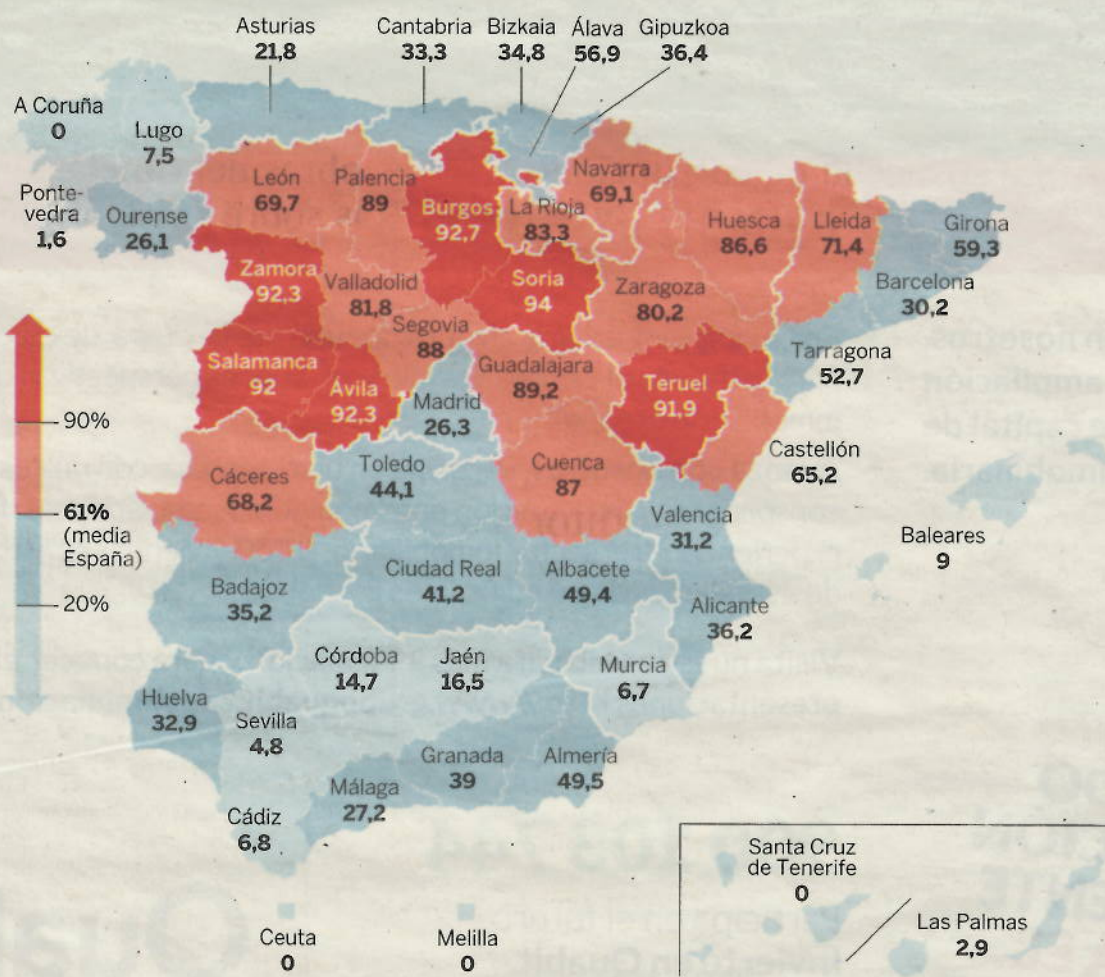 Asturias
21,8
Cantabria
33,3
Bizkaia
34,8
Álava
56,9
Gipuzkoa
36,4
A Coruña
0
Lugo
7,5
Ponte-
vedra
1,6
Ourense
26,1
León
69,7
Palencia
89
Burgos
92,7
La Rioja
83,3
Navarra
69,1
Huesca
86,6
Lleida
71,4
Girona
59,3
Barcelona
30,2
Tarragona
52,7
Zamora
92,3
Valladolid
81,8
Soria
94
Zaragoza
80,2
Segovia
88
Salamanca
92
Ávila
92,3
Madrid
26,3
Guadalajara
89,2
Teruel
91,9
Castellón
65,2
Cáceres
68,2
Toledo
44,1
Cuenca
87
Valencia
31,2
Baleares
9
Badajoz
35,2
Ciudad Real
41,2
Albacete
49,4
Alicante
36,2
Córdoba
14,7
Jaén
16,5
Murcia
6,7
Huelva
32,9
Sevilla
4,8
Granada
39
Almería
49,5
Málaga
27,2
Cádiz
6,8
Ceuta
0
Melilla
0
Santa Cruz
de Tenerife
0
Las Palmas
2,9
90%
61%
(media
España)
20%